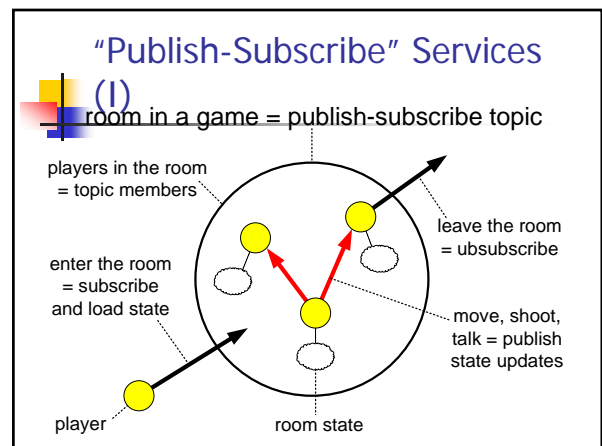 “Publish-Subscribe” Services
(I)
room in a game = publish-subscribe topic
players in the room
= topic members
leave the room
= ubsubscribe
enter the room
= subscribe
and load state
move, shoot,
talk = publish
state updates
player
room state